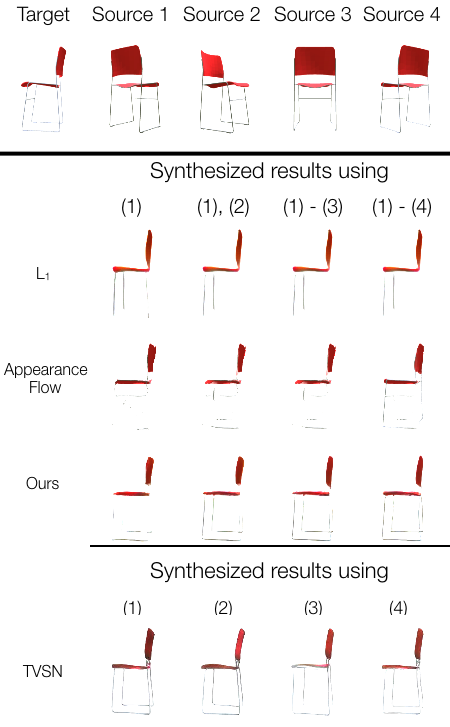 Target Source 1 Source 2 Source 3 Source 4
Synthesized results using
(1) (1), (2) (1) - (3) (1) - (4)
L₁
Appearance
Flow
Ours
Synthesized results using
(1) (2) (3) (4)
TVSN